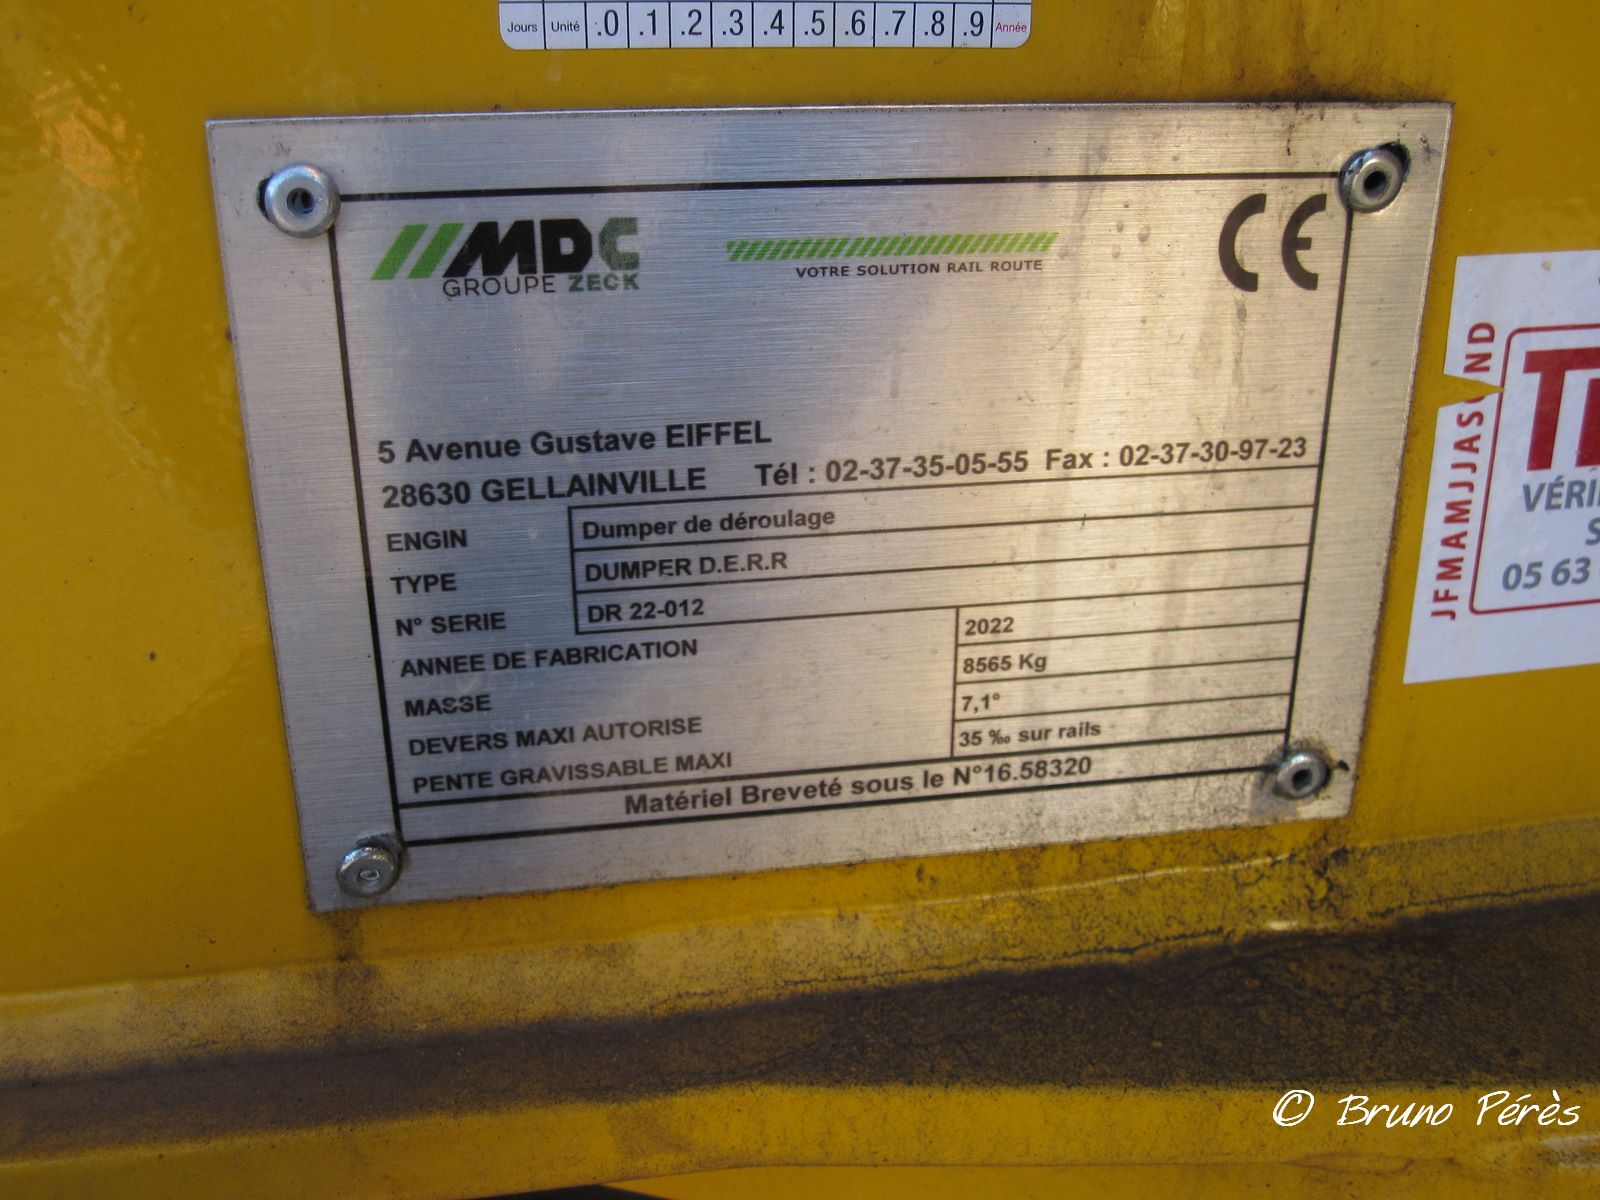 Jours Unité .0 .1 .2 .3 .4 .5 .6 .7 .8 .9 Année
MDC
GROUPE ZECK
VOTRE SOLUTION RAIL ROUTE
CE
5 Avenue Gustave EIFFEL
28630 GELLAINVILLE Tél : 02-37-35-05-55 Fax : 02-37-30-97-23
ENGIN Dumper de déroulage
TYPE DUMPER D.E.R.R
N° SERIE DR 22-012
ANNEE DE FABRICATION 2022
MASSE 8565 Kg
DEVERS MAXI AUTORISE 7,1°
PENTE GRAVISSABLE MAXI 35 ‰ sur rails
Matériel Breveté sous le N°16.58320
JFMAMJJAS ND
VÉRI
05 63
© Bruno Pérès